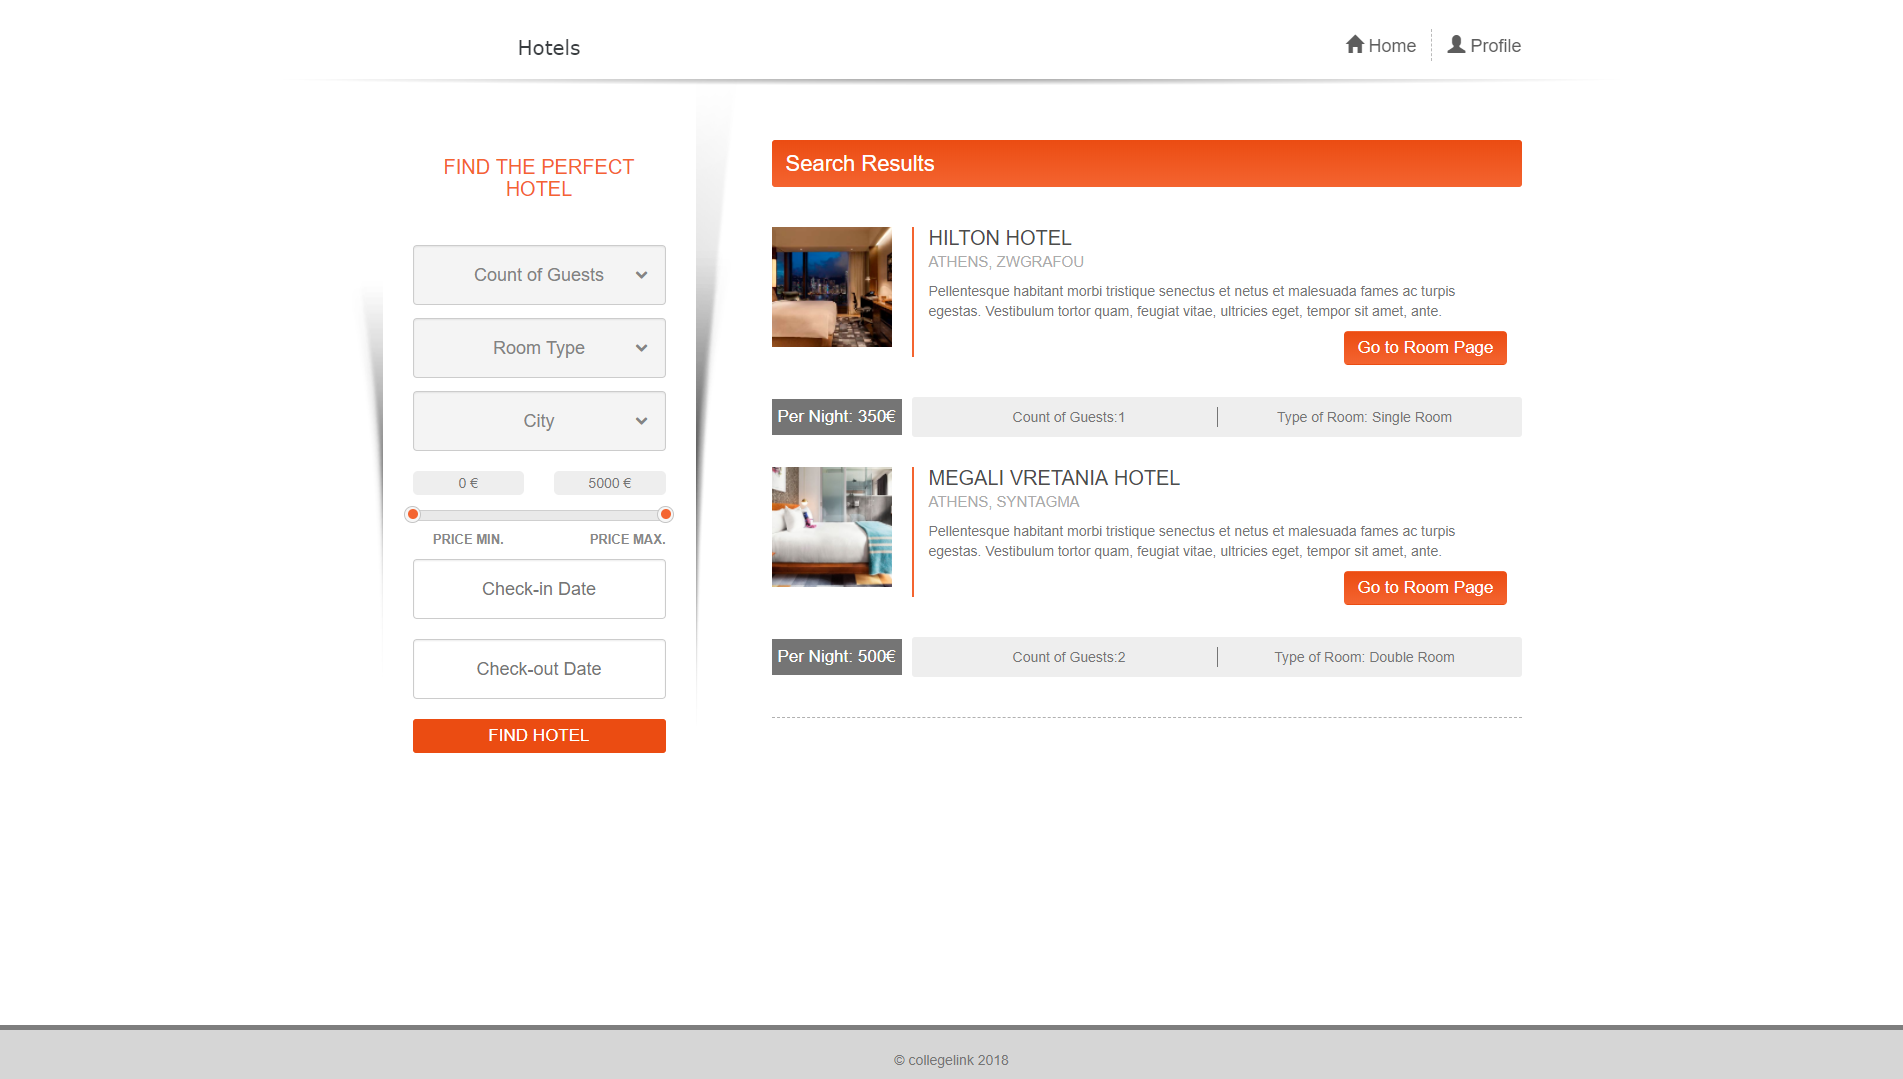 Hotels
Home
Profile
FIND THE PERFECT
HOTEL
Count of Guests
Room Type
City
0 €
5000 €
PRICE MIN.
PRICE MAX.
Check-in Date
Check-out Date
FIND HOTEL
Search Results
HILTON HOTEL
ATHENS, ZWGRAFOU
Pellentesque habitant morbi tristique senectus et netus et malesuada fames ac turpis
egestas. Vestibulum tortor quam, feugiat vitae, ultricies eget, tempor sit amet, ante.
Go to Room Page
Per Night: 350€
Count of Guests:1
Type of Room: Single Room
MEGALI VRETANIA HOTEL
ATHENS, SYNTAGMA
Pellentesque habitant morbi tristique senectus et netus et malesuada fames ac turpis
egestas. Vestibulum tortor quam, feugiat vitae, ultricies eget, tempor sit amet, ante.
Go to Room Page
Per Night: 500€
Count of Guests:2
Type of Room: Double Room
© collegelink 2018